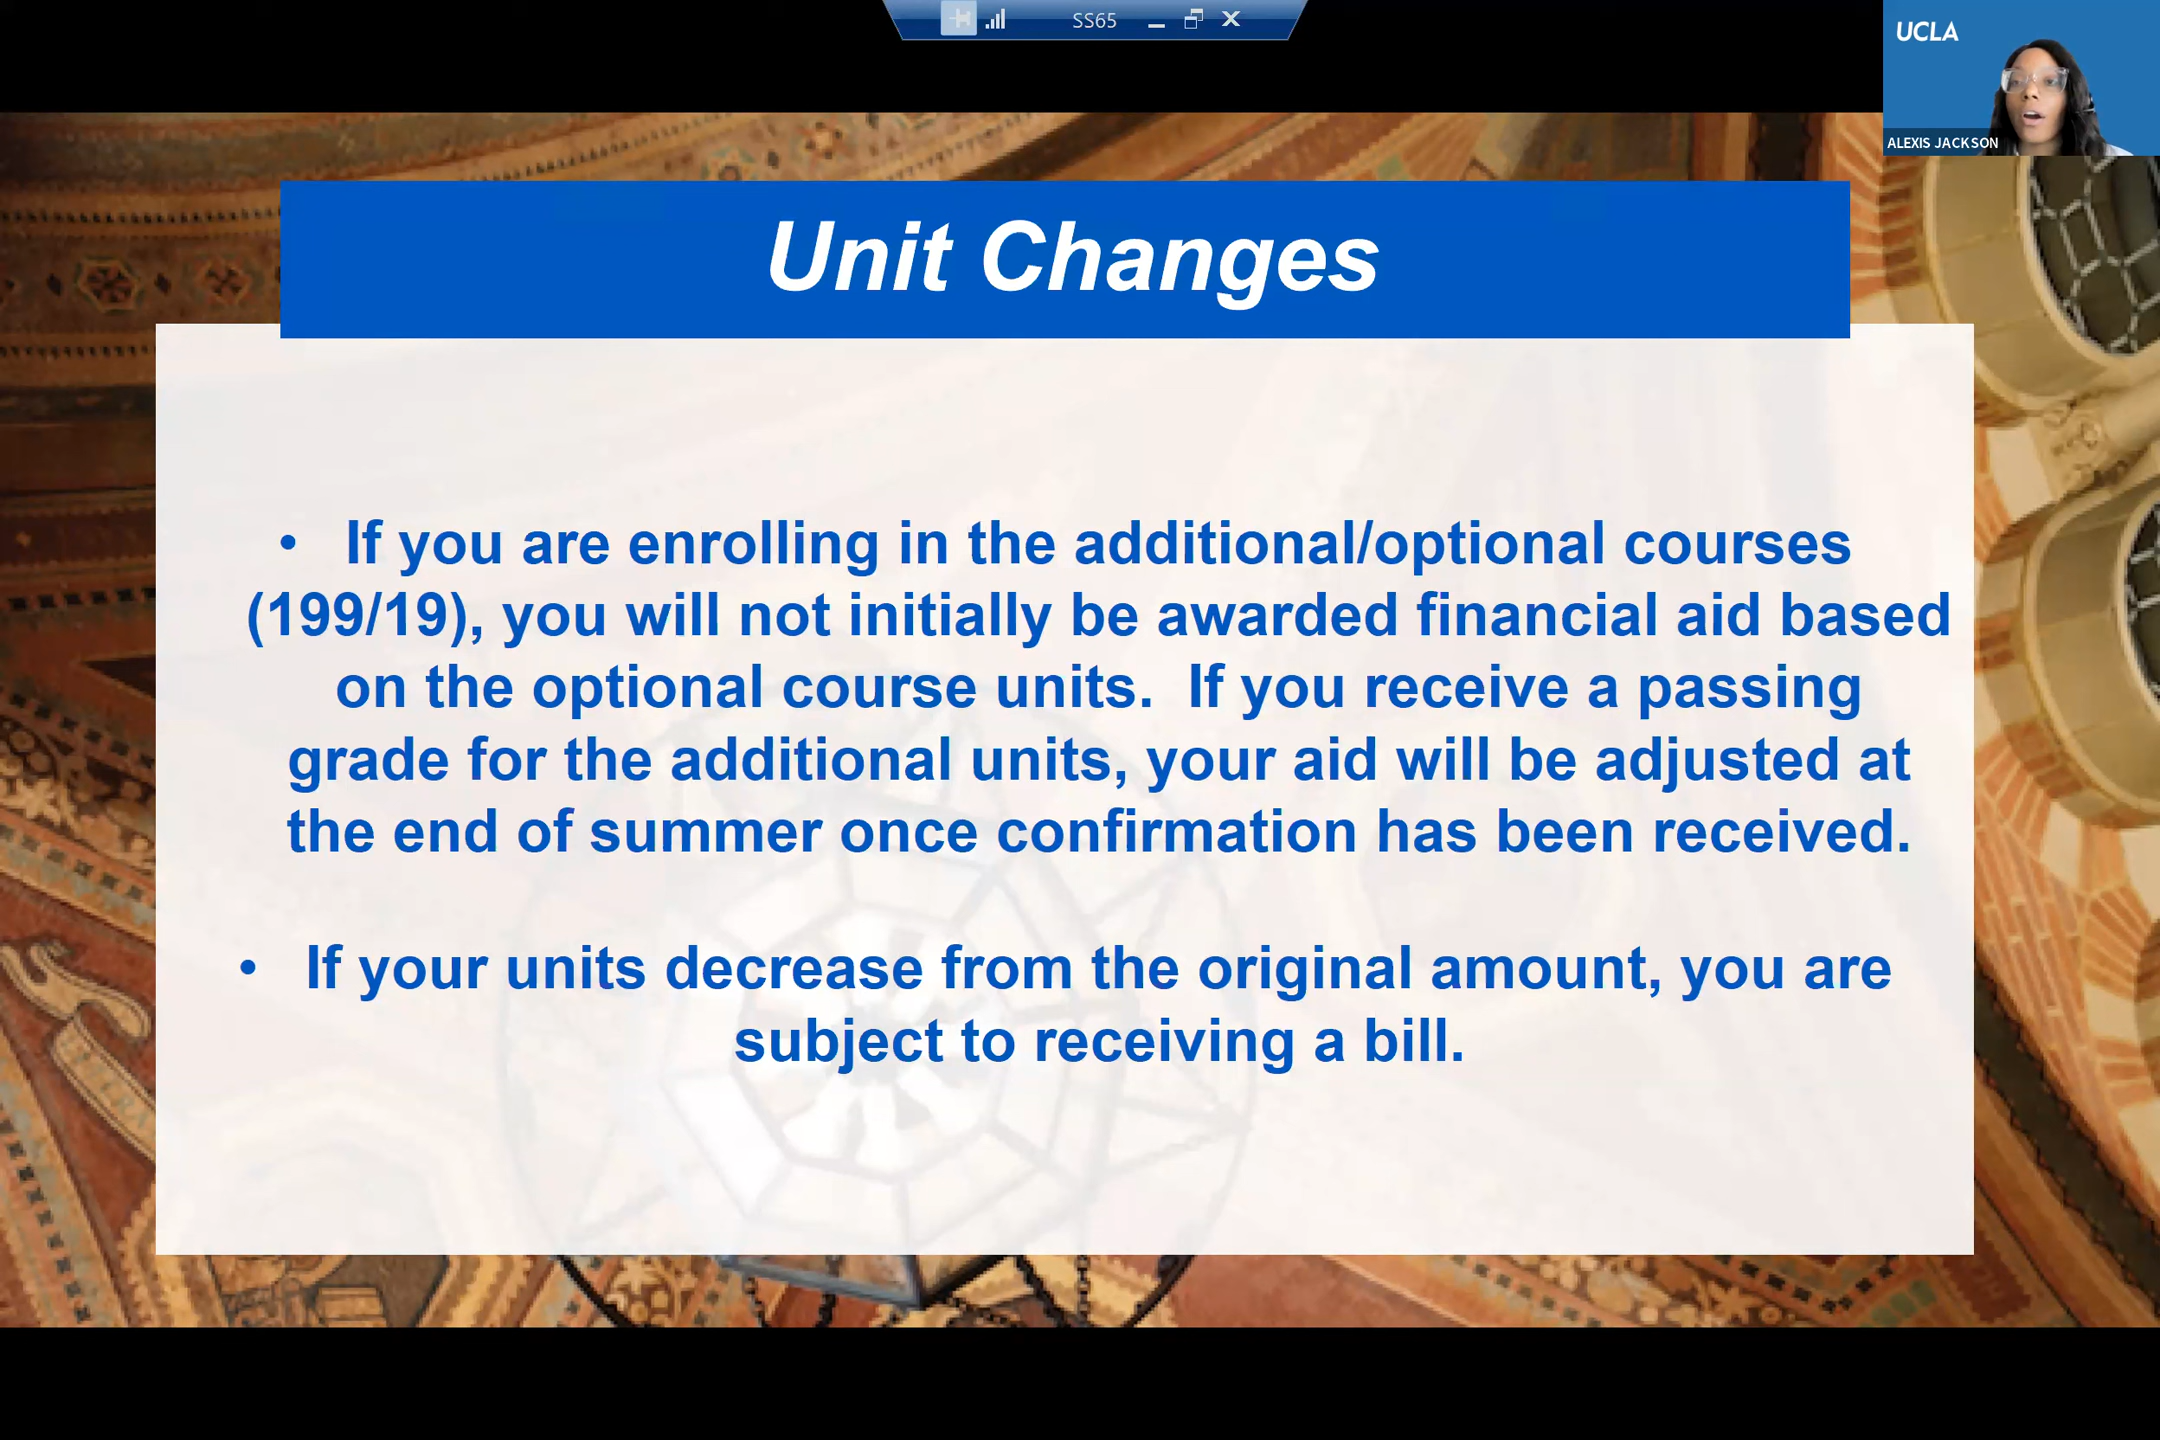 SS65
UCLA
ALEXIS JACKSON
Unit Changes
• If you are enrolling in the additional/optional courses
(199/19), you will not initially be awarded financial aid based
on the optional course units.  If you receive a passing
grade for the additional units, your aid will be adjusted at
the end of summer once confirmation has been received.
• If your units decrease from the original amount, you are
subject to receiving a bill.